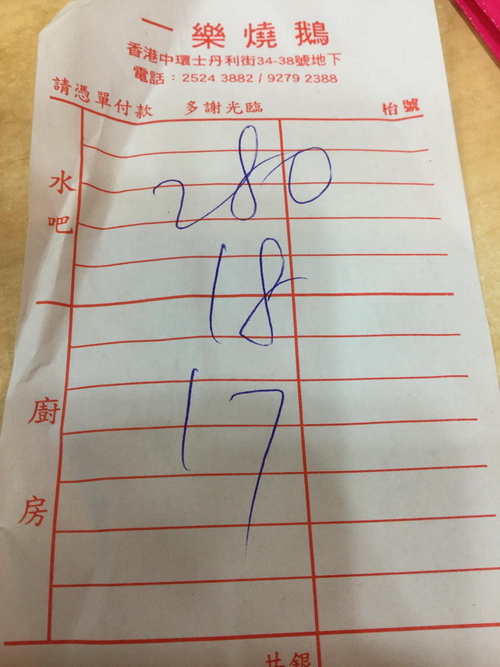 一樂燒鵝
香港中環士丹利街34-38號地下
電話：2524 3882 / 9279 2388
請憑單付款 多謝光臨 枱號
水吧
280
18
17
廚房
共銀